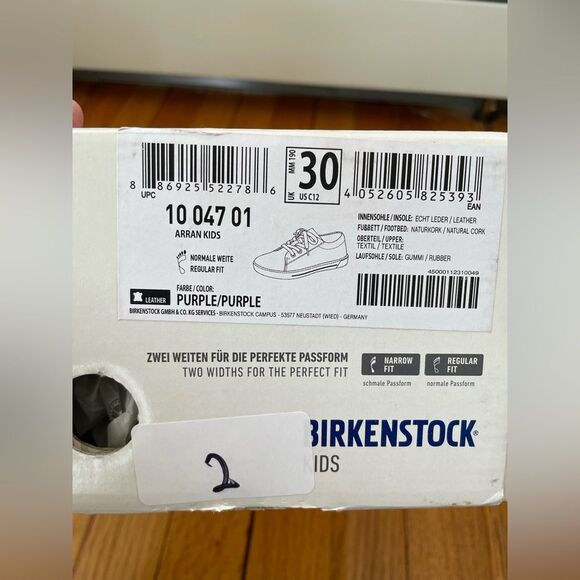 8 86925 52278 6
UPC
10 047 01
ARRAN KIDS
NORMALE WEITE
REGULAR FIT
FARBE / COLOR:
PURPLE/PURPLE
LEATHER
BIRKENSTOCK GMBH & CO. KG SERVICES - BIRKENSTOCK CAMPUS - 53577 NEUSTADT (WIED) - GERMANY
MM 190
30
UK
US C12
4 052605 825393
EAN
INNENSOHLE / INSOLE: ECHT LEDER / LEATHER
FUßBETT / FOOTBED: NATURKORK / NATURAL CORK
OBERTEIL / UPPER:
TEXTIL / TEXTILE
LAUFSOHLE / SOLE: GUMMI / RUBBER
45000112310049
ZWEI WEITEN FÜR DIE PERFEKTE PASSFORM
TWO WIDTHS FOR THE PERFECT FIT
NARROW FIT
schmale Passform
REGULAR FIT
normale Passform
BIRKENSTOCK®
KIDS
2